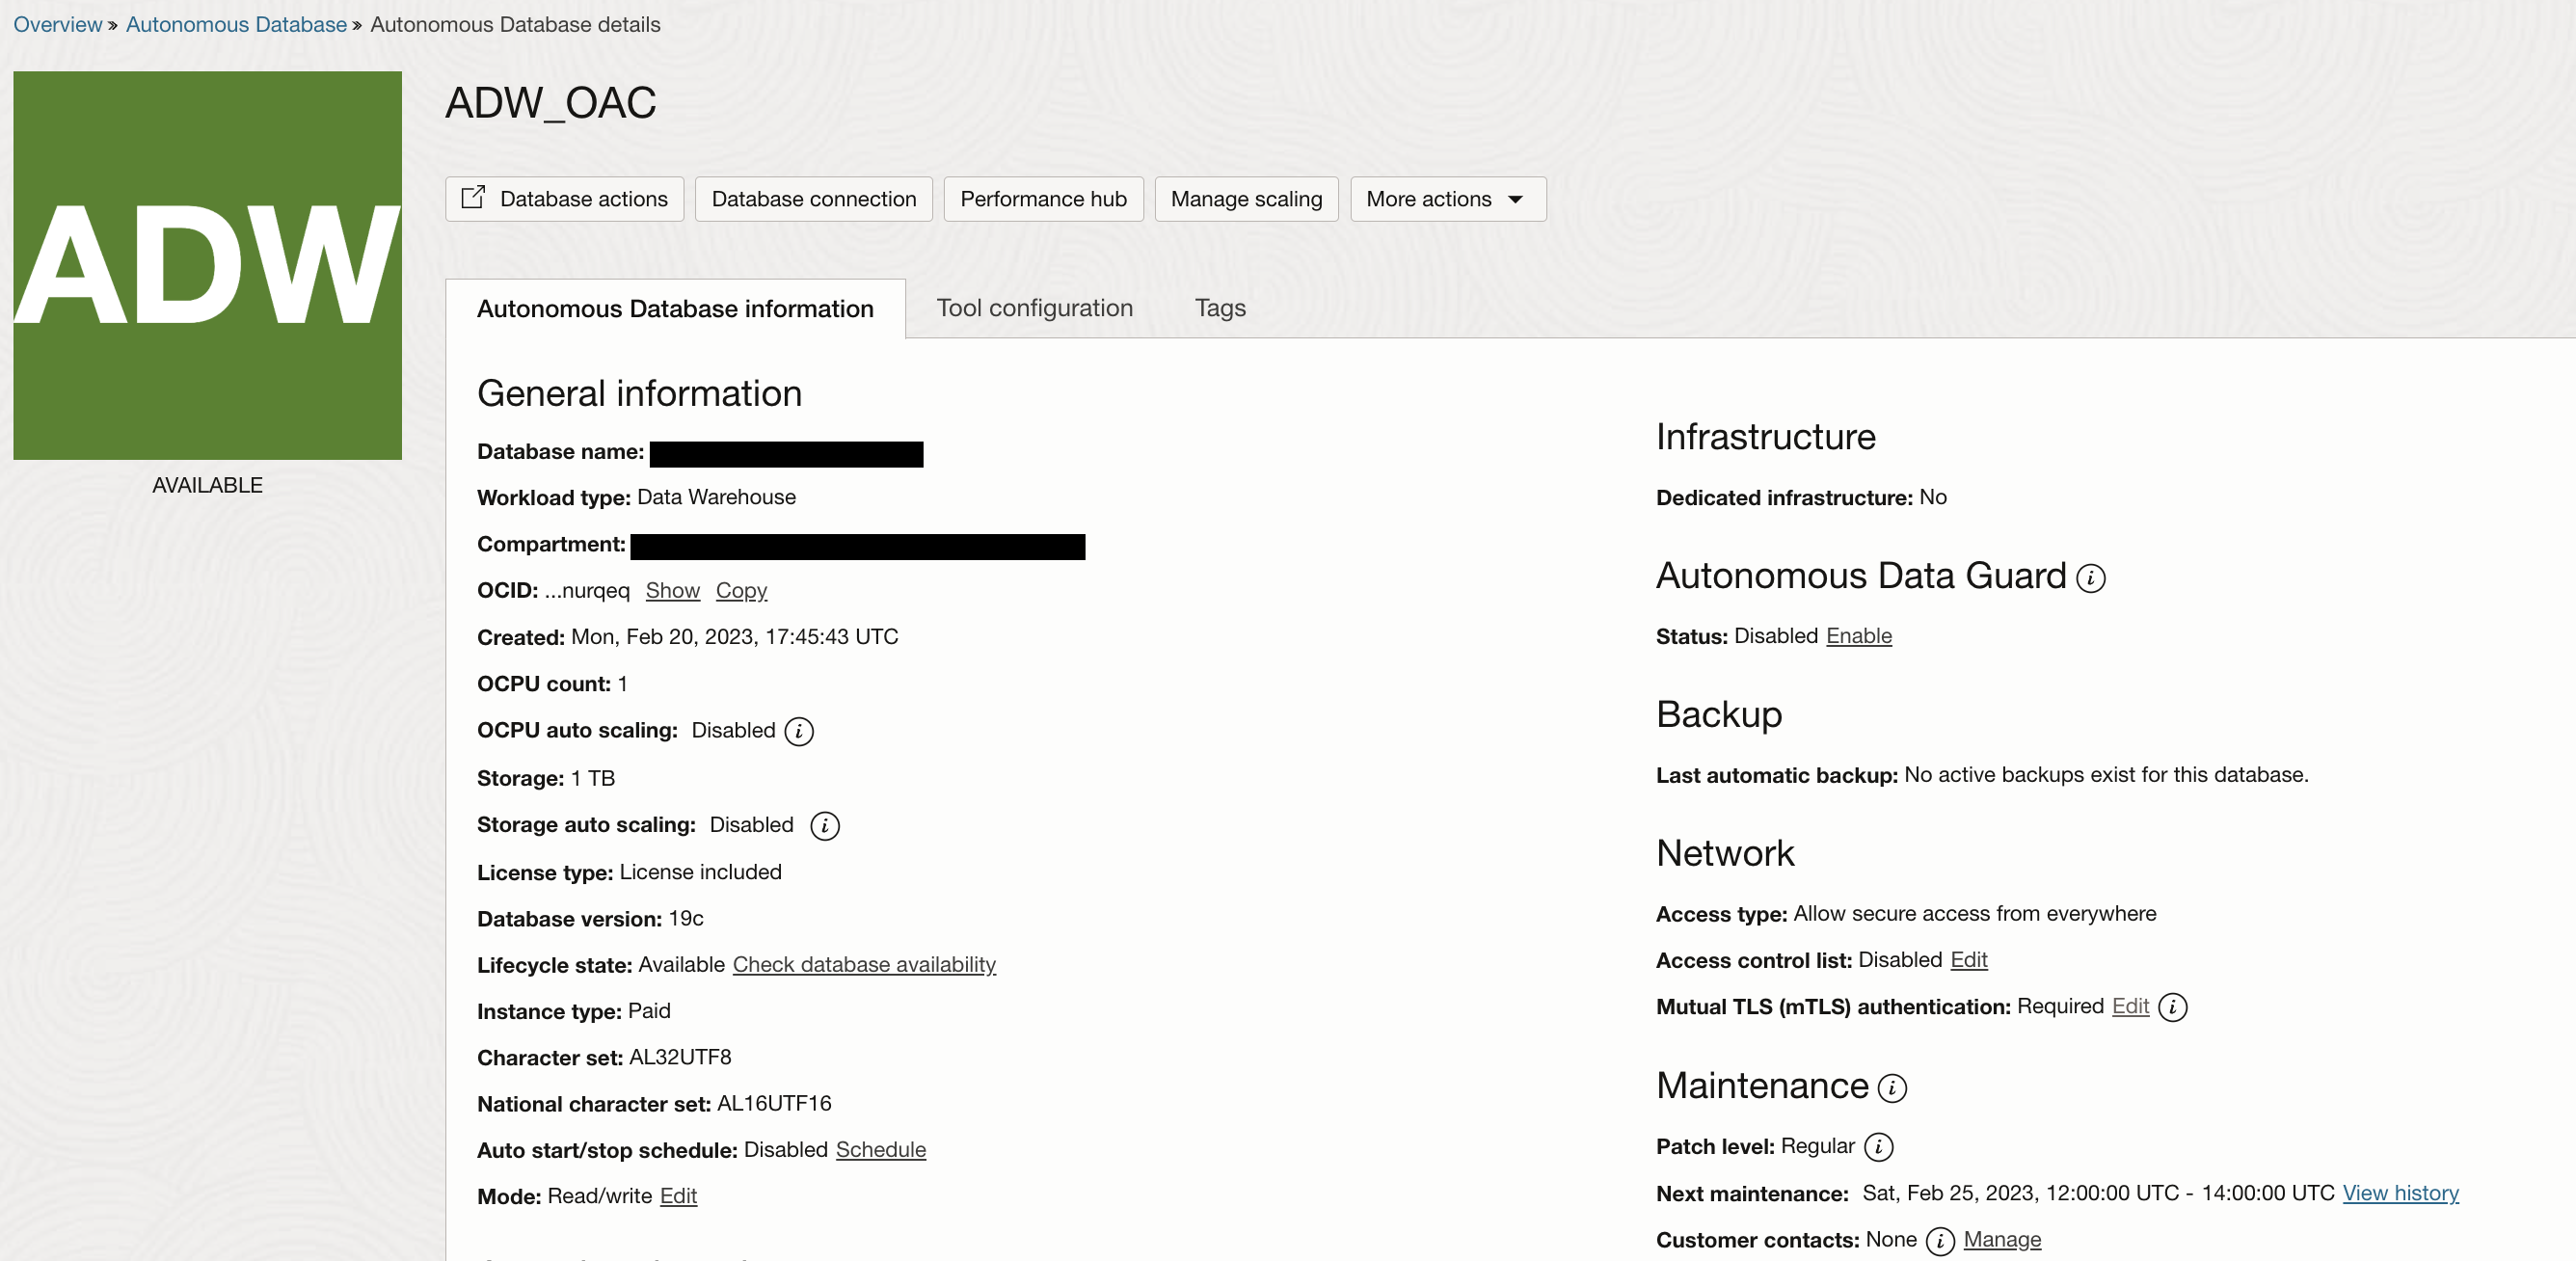 Overview » Autonomous Database » Autonomous Database details
ADW
AVAILABLE
ADW_OAC
Database actions
Database connection
Performance hub
Manage scaling
More actions
Autonomous Database information
Tool configuration
Tags
General information
Database name:
Workload type: Data Warehouse
Compartment:
OCID: ...nurqeq Show Copy
Created: Mon, Feb 20, 2023, 17:45:43 UTC
OCPU count: 1
OCPU auto scaling: Disabled
Storage: 1 TB
Storage auto scaling: Disabled
License type: License included
Database version: 19c
Lifecycle state: Available Check database availability
Instance type: Paid
Character set: AL32UTF8
National character set: AL16UTF16
Auto start/stop schedule: Disabled Schedule
Mode: Read/write Edit
Infrastructure
Dedicated infrastructure: No
Autonomous Data Guard
Status: Disabled Enable
Backup
Last automatic backup: No active backups exist for this database.
Network
Access type: Allow secure access from everywhere
Access control list: Disabled Edit
Mutual TLS (mTLS) authentication: Required Edit
Maintenance
Patch level: Regular
Next maintenance: Sat, Feb 25, 2023, 12:00:00 UTC - 14:00:00 UTC View history
Customer contacts: None Manage